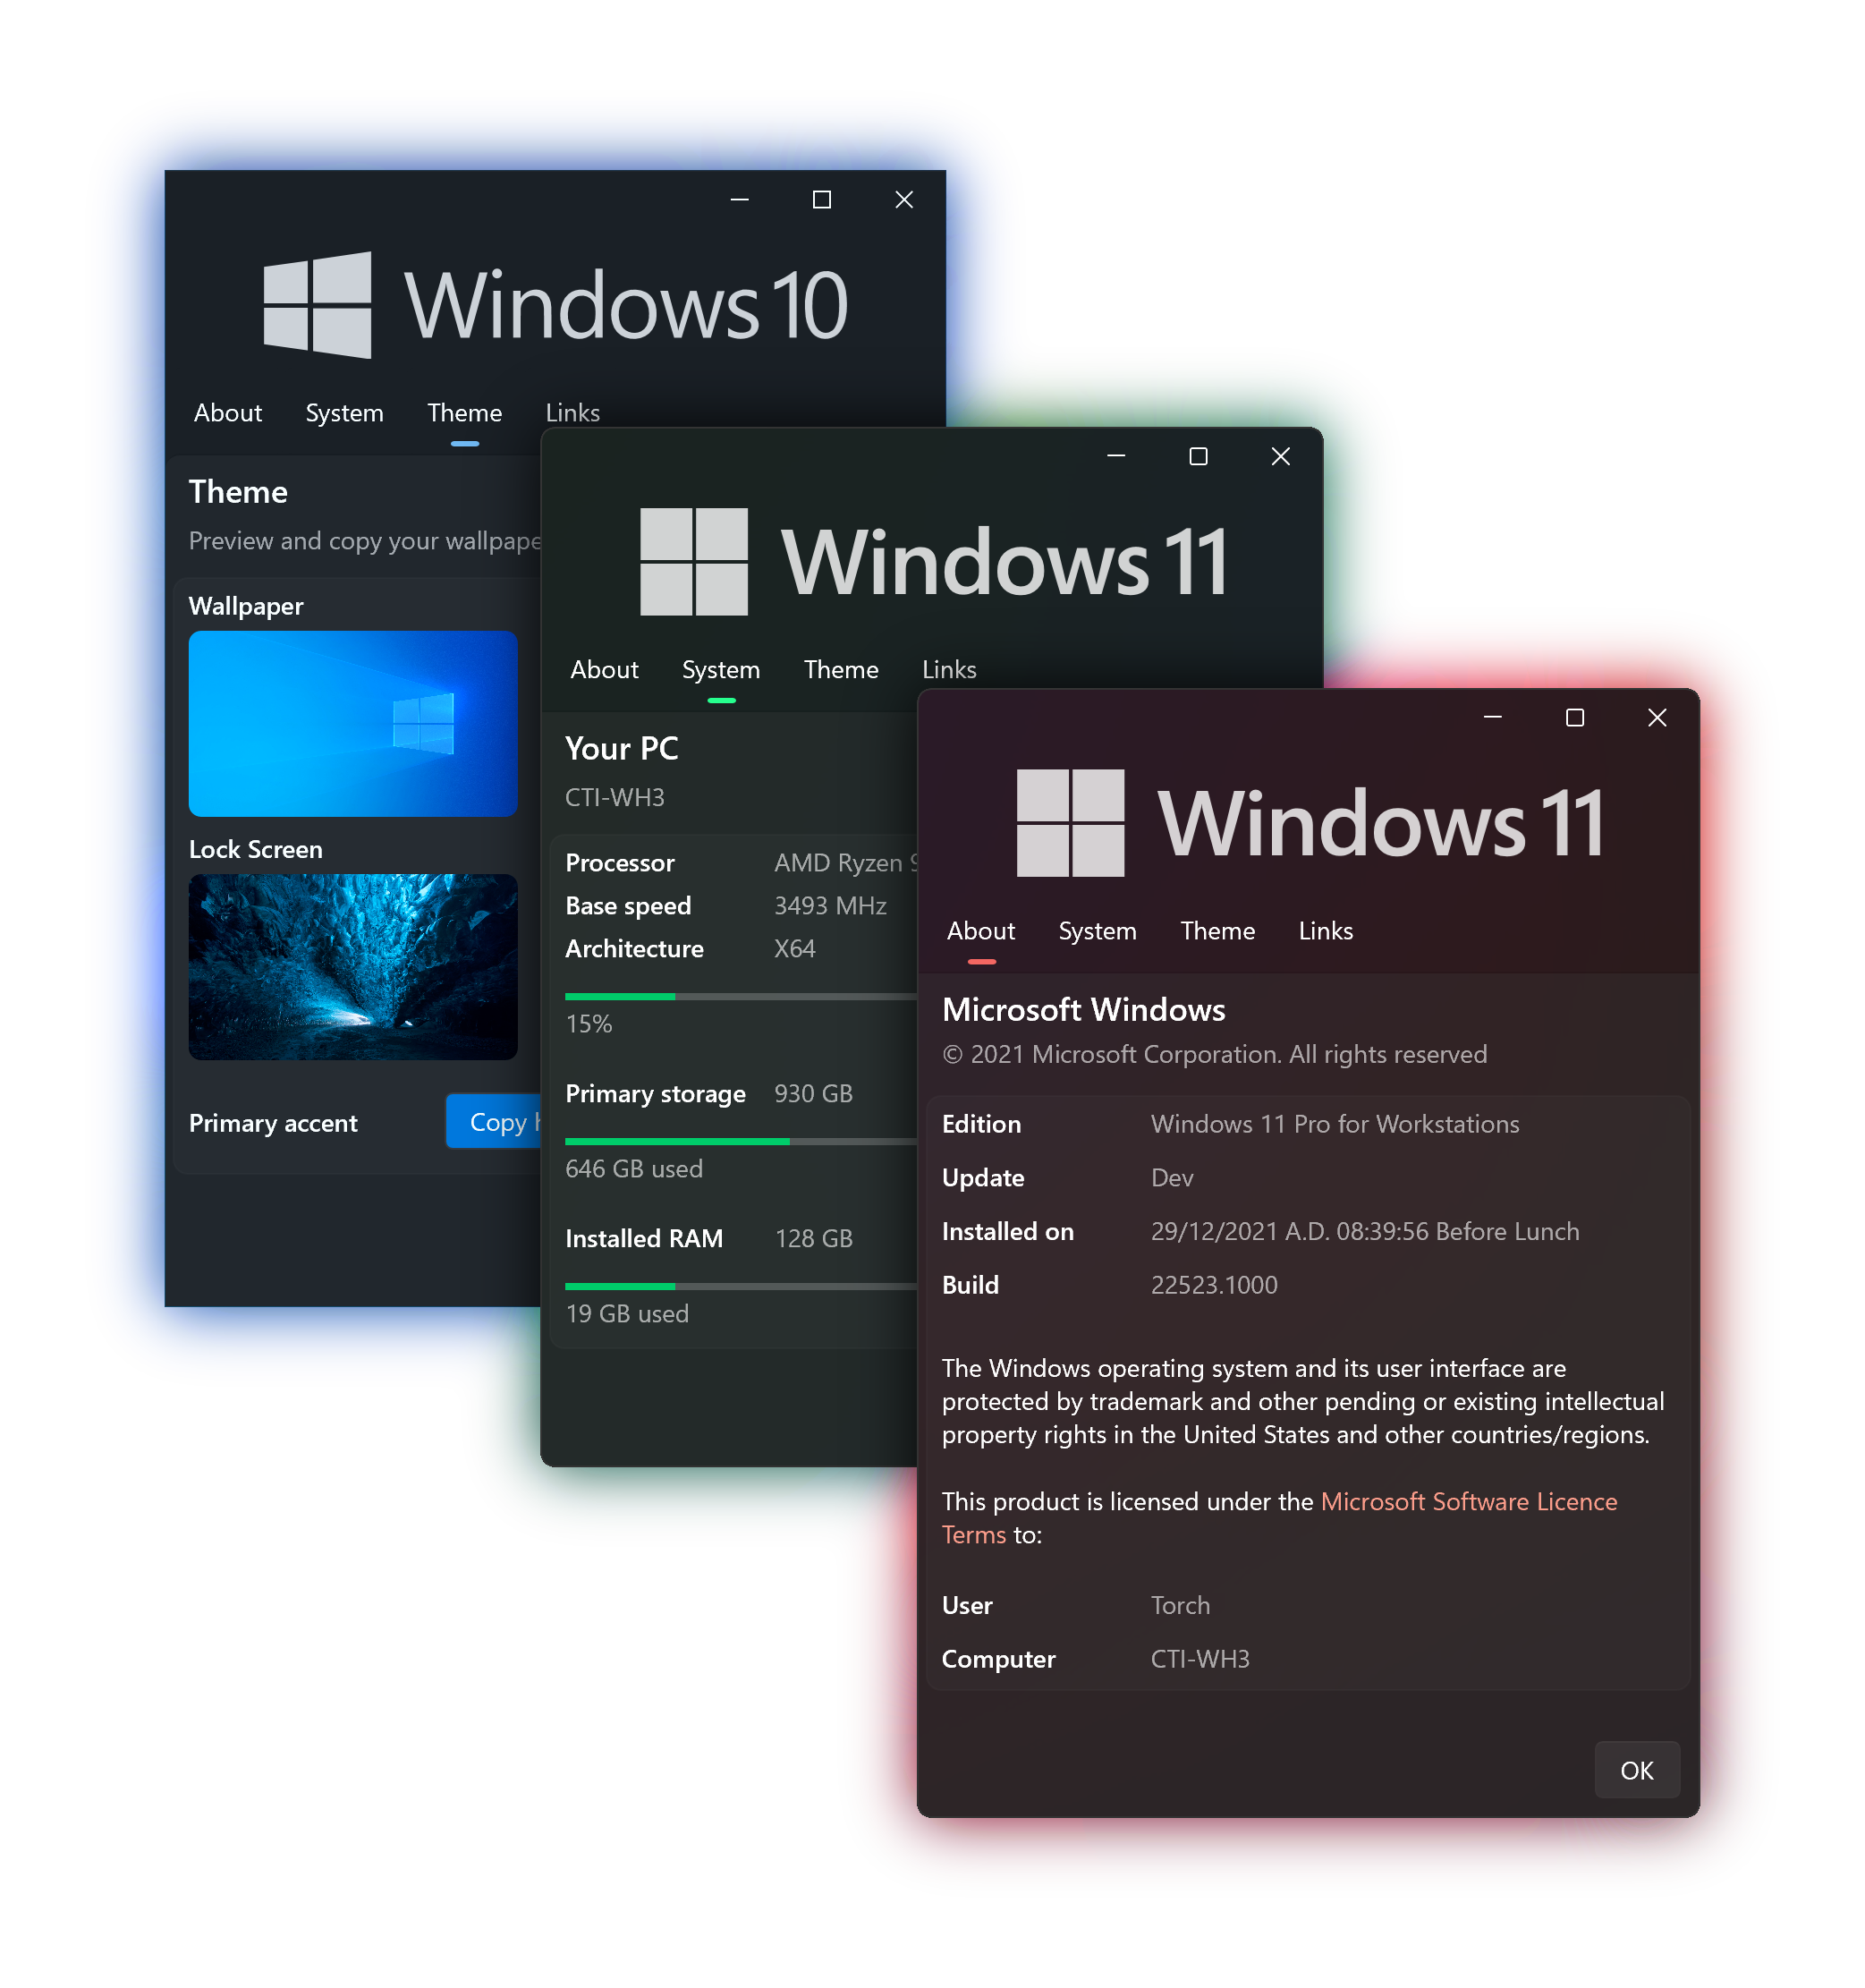 Windows 10
About System Theme Links
Theme
Preview and copy your
Wallpaper
Lock Screen
Primary accent Copy
Windows 11
About System Theme Links
Your PC
CTI-WH3
Processor AMD Ryzen
Base speed 3493 MHz
Architecture X64
15%
Primary storage 930 GB
646 GB used
Installed RAM 128 GB
19 GB used
Windows 11
About System Theme Links
Microsoft Windows
© 2021 Microsoft Corporation. All rights reserved
Edition Windows 11 Pro for Workstations
Update Dev
Installed on 29/12/2021 A.D. 08:39:56 Before Lunch
Build 22523.1000
The Windows operating system and its user interface are
protected by trademark and other pending or existing intellectual
property rights in the United States and other countries/regions.
This product is licensed under the Microsoft Software Licence
Terms to:
User Torch
Computer CTI-WH3
OK